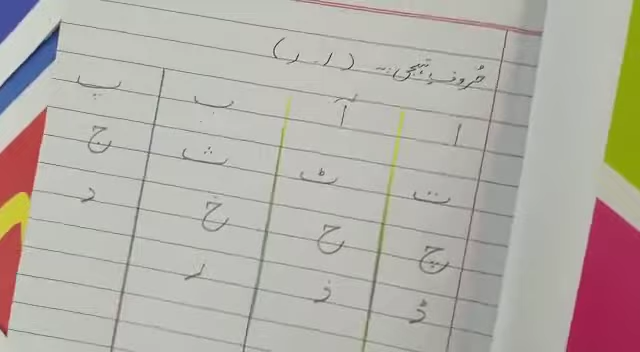 حروفِ تہجی:- (ا۔ر)
ا آ ب پ
ت ٹ ث ج
چ ح خ د
ڈ ذ ر